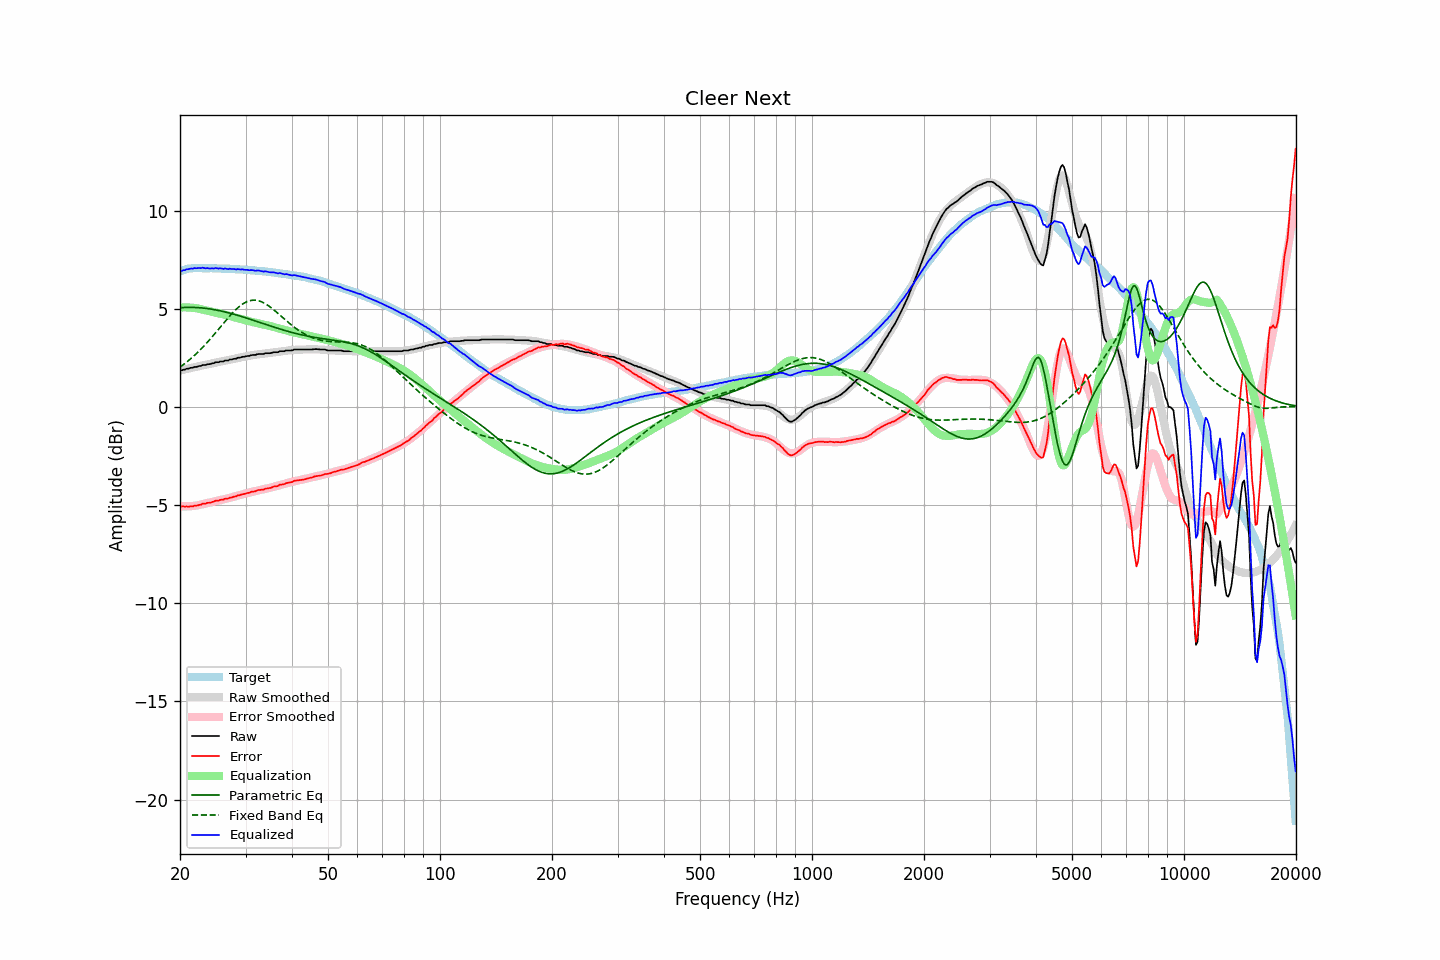 Cleer Next
Amplitude (dBr)
10
5
0
−5
−10
−15
−20
Target
Raw Smoothed
Error Smoothed
Raw
Error
Equalization
Parametric Eq
Fixed Band Eq
Equalized
20 50 100 200 500 1000 2000 5000 10000 20000
Frequency (Hz)